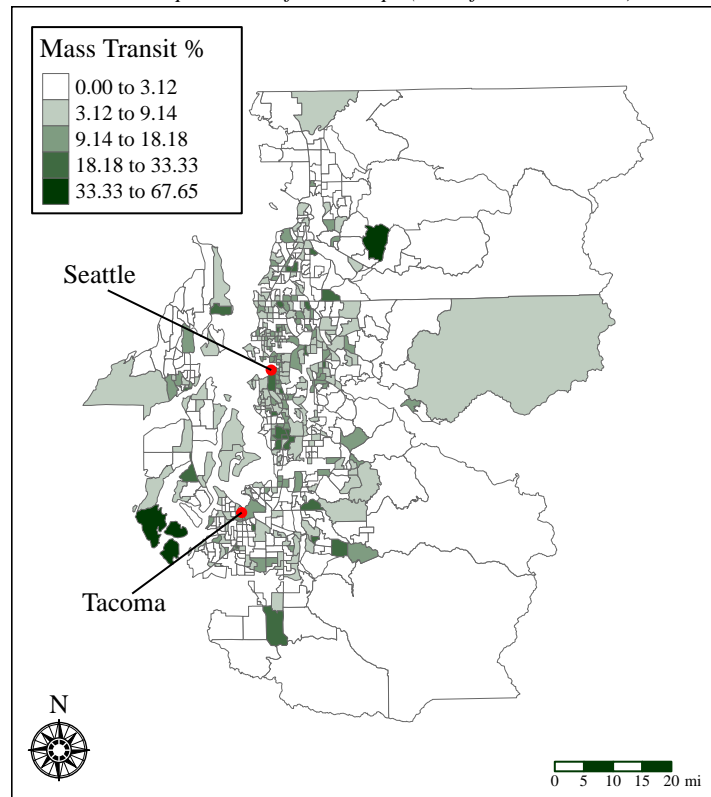 Mass Transit %
0.00 to 3.12
3.12 to 9.14
9.14 to 18.18
18.18 to 33.33
33.33 to 67.65
Seattle
Tacoma
N
0 5 10 15 20 mi